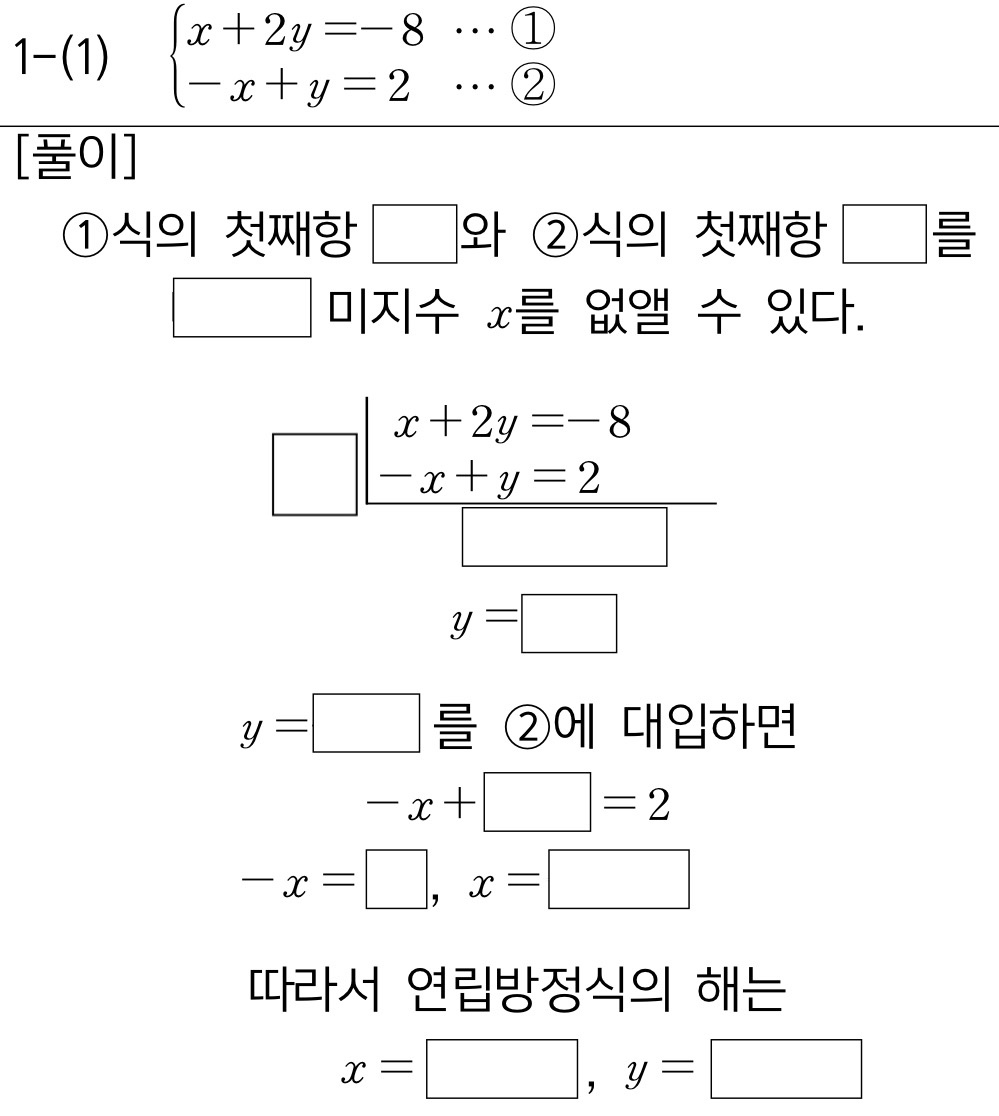 1-(1) x+2y=-8 ⋯ ①
-x+y=2 ⋯ ②
[풀이]
①식의 첫째항 와 ②식의 첫째항 를
미지수 x를 없앨 수 있다.
x+2y=-8
-x+y=2
y=
y= 를 ②에 대입하면
-x+ =2
-x= , x=
따라서 연립방정식의 해는
x= , y=